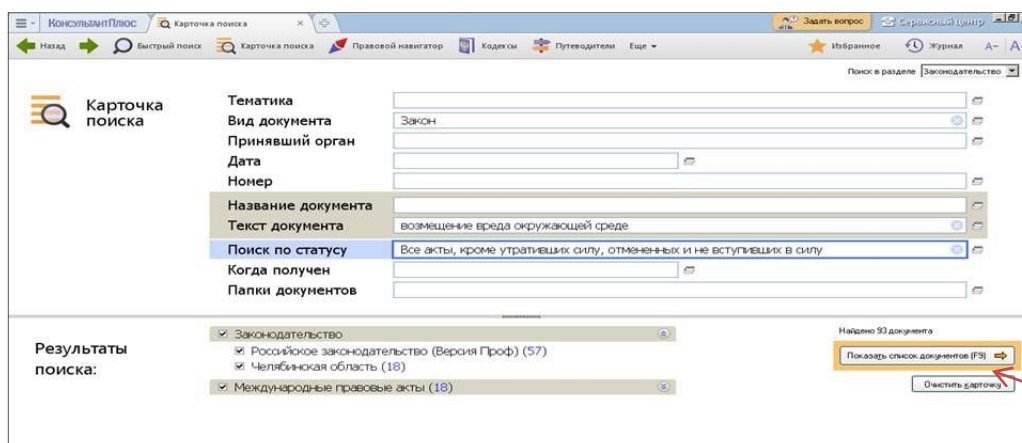 КонсультантПлюс Карточка поиска Задать вопрос Сервисный центр
Назад Быстрый поиск Карточка поиска Правовой навигатор Кодексы Путеводители Еще Избранное Журнал A− A
Поиск в разделе Законодательство
Карточка поиска
Тематика
Вид документа Закон
Принявший орган
Дата
Номер
Название документа
Текст документа возмещение вреда окружающей среде
Поиск по статусу Все акты, кроме утративших силу, отмененных и не вступивших в силу
Когда получен
Папки документов
Результаты поиска:
Законодательство
Российское законодательство (Версия Проф) (57)
Челябинская область (18)
Международные правовые акты (18)
Найдено 93 документа
Показать список документов (F9)
Очистить карточку